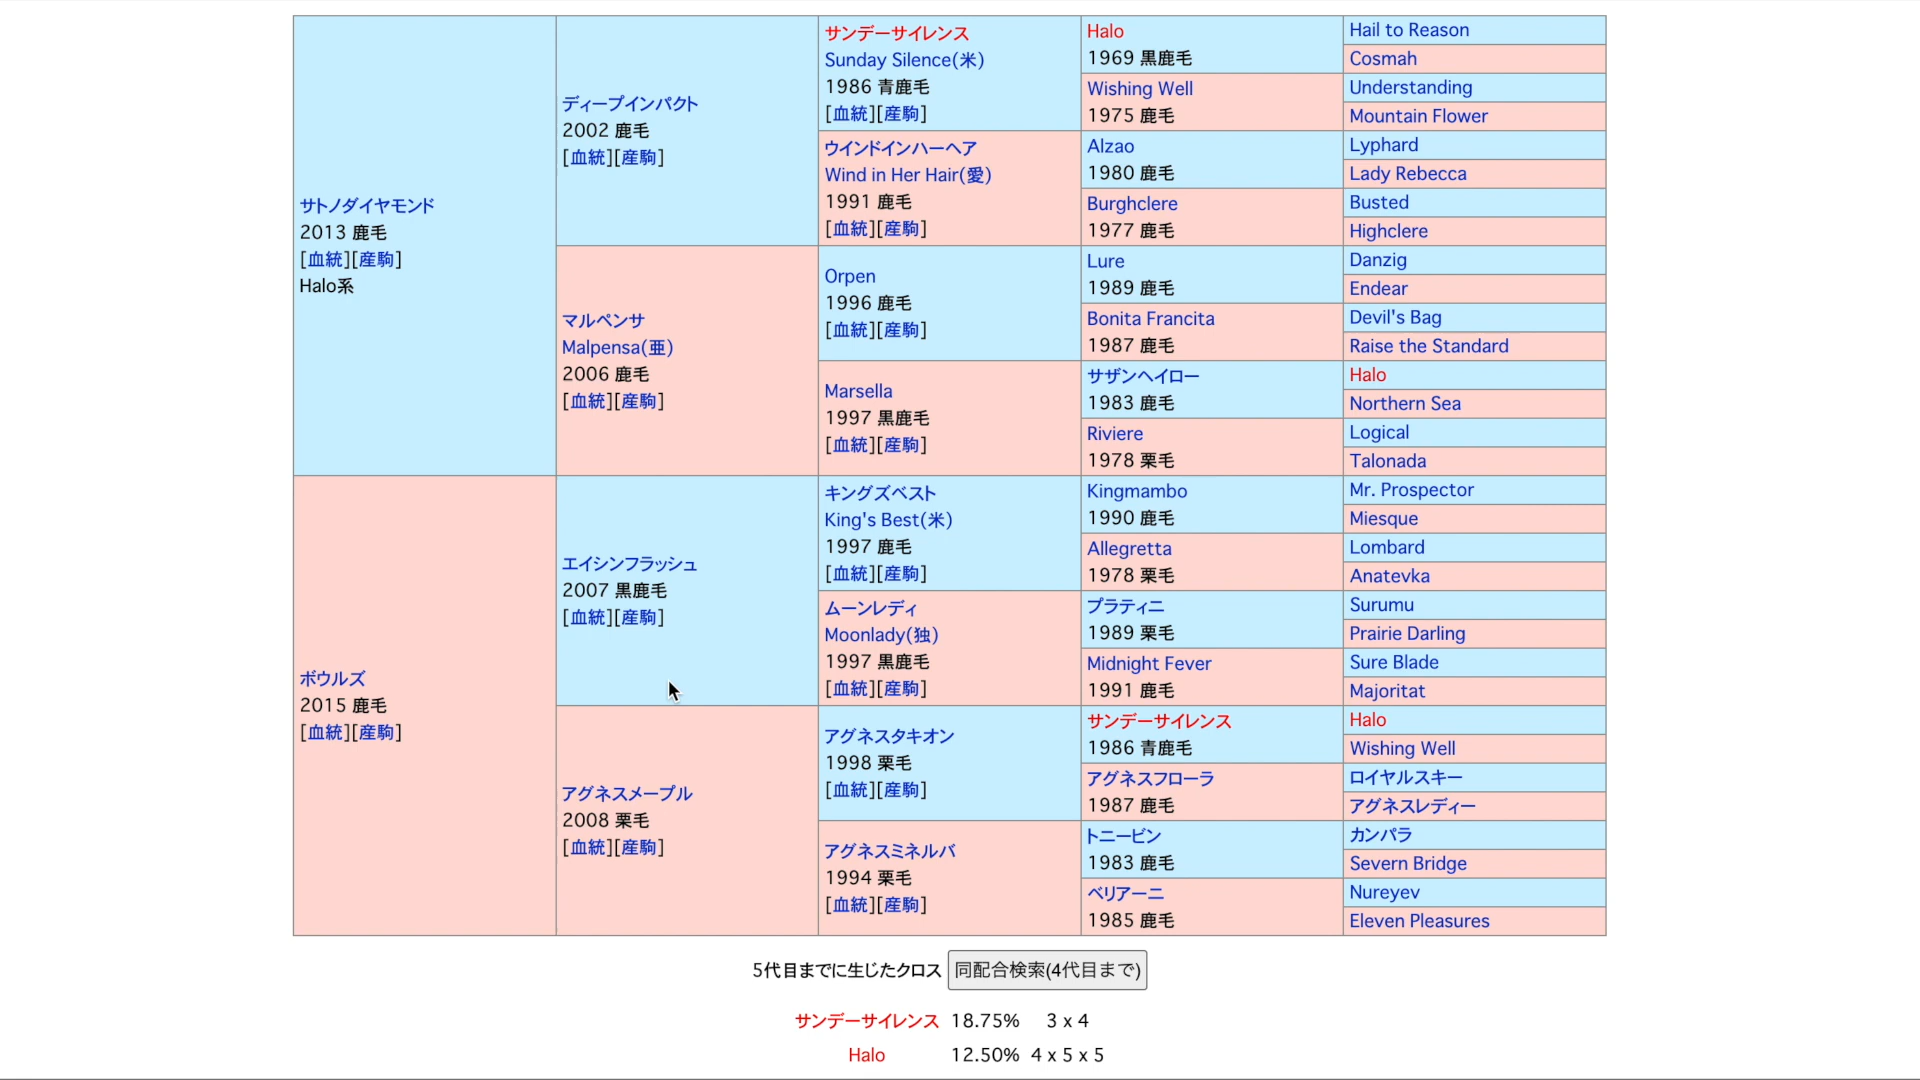 サトノダイヤモンド
2013 鹿毛
[血統][産駒]
Halo系
ディープインパクト
2002 鹿毛
[血統][産駒]
サンデーサイレンス
Sunday Silence(米)
1986 青鹿毛
[血統][産駒]
Halo
1969 黒鹿毛
Hail to Reason
Cosmah
Wishing Well
1975 鹿毛
Understanding
Mountain Flower
ウインドインハーヘア
Wind in Her Hair(愛)
1991 鹿毛
[血統][産駒]
Alzao
1980 鹿毛
Lyphard
Lady Rebecca
Burghclere
1977 鹿毛
Busted
Highclere
マルペンサ
Malpensa(亜)
2006 鹿毛
[血統][産駒]
Orpen
1996 鹿毛
[血統][産駒]
Lure
1989 鹿毛
Danzig
Endear
Bonita Francita
1987 鹿毛
Devil's Bag
Raise the Standard
Marsella
1997 黒鹿毛
[血統][産駒]
サザンヘイロー
1983 鹿毛
Halo
Northern Sea
Riviere
1978 栗毛
Logical
Talonada
ボウルズ
2015 鹿毛
[血統][産駒]
エイシンフラッシュ
2007 黒鹿毛
[血統][産駒]
キングズベスト
King's Best(米)
1997 鹿毛
[血統][産駒]
Kingmambo
1990 鹿毛
Mr. Prospector
Miesque
Allegretta
1978 栗毛
Lombard
Anatevka
ムーンレディ
Moonlady(独)
1997 黒鹿毛
[血統][産駒]
プラティニ
1989 栗毛
Surumu
Prairie Darling
Midnight Fever
1991 鹿毛
Sure Blade
Majoritat
アグネスメープル
2008 栗毛
[血統][産駒]
アグネスタキオン
1998 栗毛
[血統][産駒]
サンデーサイレンス
1986 青鹿毛
Halo
Wishing Well
アグネスフローラ
1987 鹿毛
ロイヤルスキー
アグネスレディー
アグネスミネルバ
1994 栗毛
[血統][産駒]
トニービン
1983 鹿毛
カンパラ
Severn Bridge
ベリアーニ
1985 鹿毛
Nureyev
Eleven Pleasures
5代目までに生じたクロス 同配合検索(4代目まで)
サンデーサイレンス 18.75% 3 x 4
Halo 12.50% 4 x 5 x 5